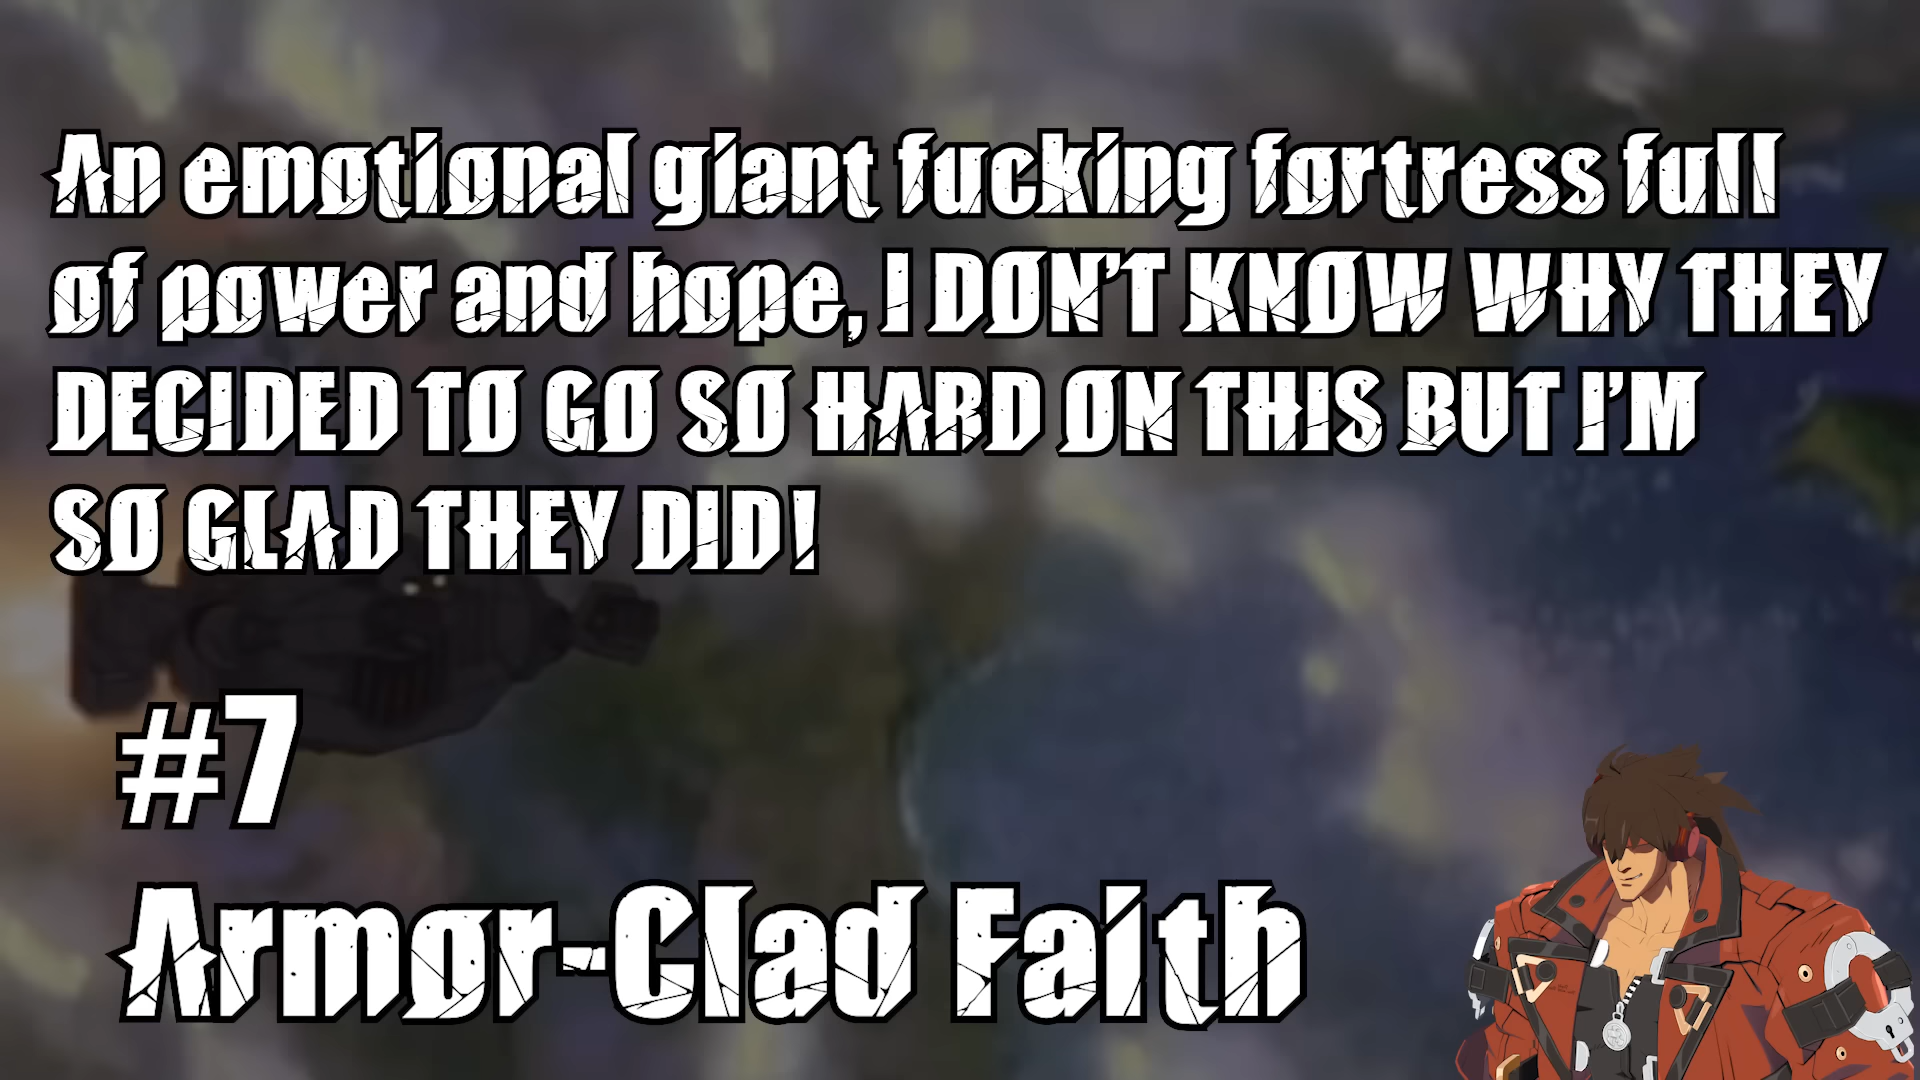 An emotional giant fucking fortress full
of power and hope, I DON'T KNOW WHY THEY
DECIDED TO GO SO HARD ON THIS BUT I'M
SO GLAD THEY DID!
#7
Armor-Clad Faith